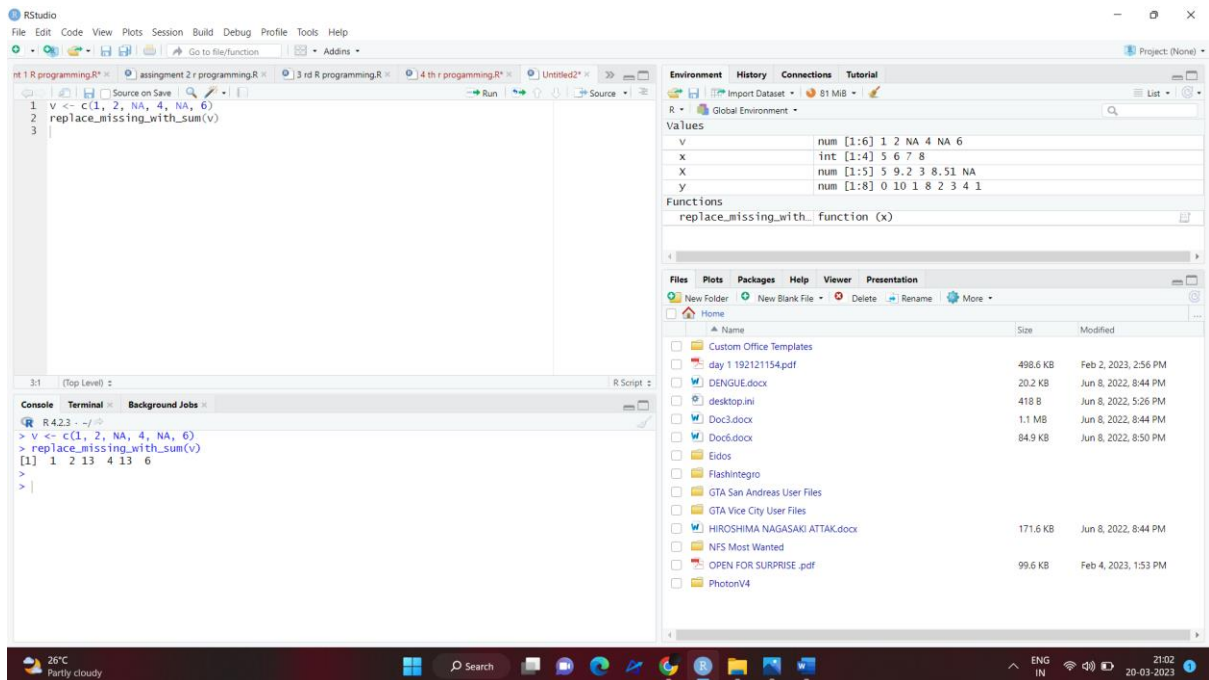 RStudio
File Edit Code View Plots Session Build Debug Profile Tools Help
Go to file/function Addins
Project: (None)
nt 1 R programming.R* assingment 2 r programming.R 3 rd R programming.R 4 th r progamming.R* Untitled2*
Source on Save Run Source
1 v <- c(1, 2, NA, 4, NA, 6)
2 replace_missing_with_sum(v)
3
3:1 (Top Level) R Script
Console Terminal Background Jobs
R 4.2.3 · ~/
> v <- c(1, 2, NA, 4, NA, 6)
> replace_missing_with_sum(v)
[1] 1 2 13 4 13 6
>
>
Environment History Connections Tutorial
Import Dataset 81 MiB List
R Global Environment
Values
v num [1:6] 1 2 NA 4 NA 6
x int [1:4] 5 6 7 8
X num [1:5] 5 9.2 3 8.51 NA
y num [1:8] 0 10 1 8 2 3 4 1
Functions
replace_missing_with_… function (x)
Files Plots Packages Help Viewer Presentation
New Folder New Blank File Delete Rename More
Home
Name Size Modified
Custom Office Templates
day 1 192121154.pdf 498.6 KB Feb 2, 2023, 2:56 PM
DENGUE.docx 20.2 KB Jun 8, 2022, 8:44 PM
desktop.ini 418 B Jun 8, 2022, 5:26 PM
Doc3.docx 1.1 MB Jun 8, 2022, 8:44 PM
Doc6.docx 84.9 KB Jun 8, 2022, 8:50 PM
Eidos
FlashIntegro
GTA San Andreas User Files
GTA Vice City User Files
HIROSHIMA NAGASAKI ATTAK.docx 171.6 KB Jun 8, 2022, 8:44 PM
NFS Most Wanted
OPEN FOR SURPRISE .pdf 99.6 KB Feb 4, 2023, 1:53 PM
PhotonV4
26°C
Partly cloudy
Search
ENG
IN
21:02
20-03-2023
1